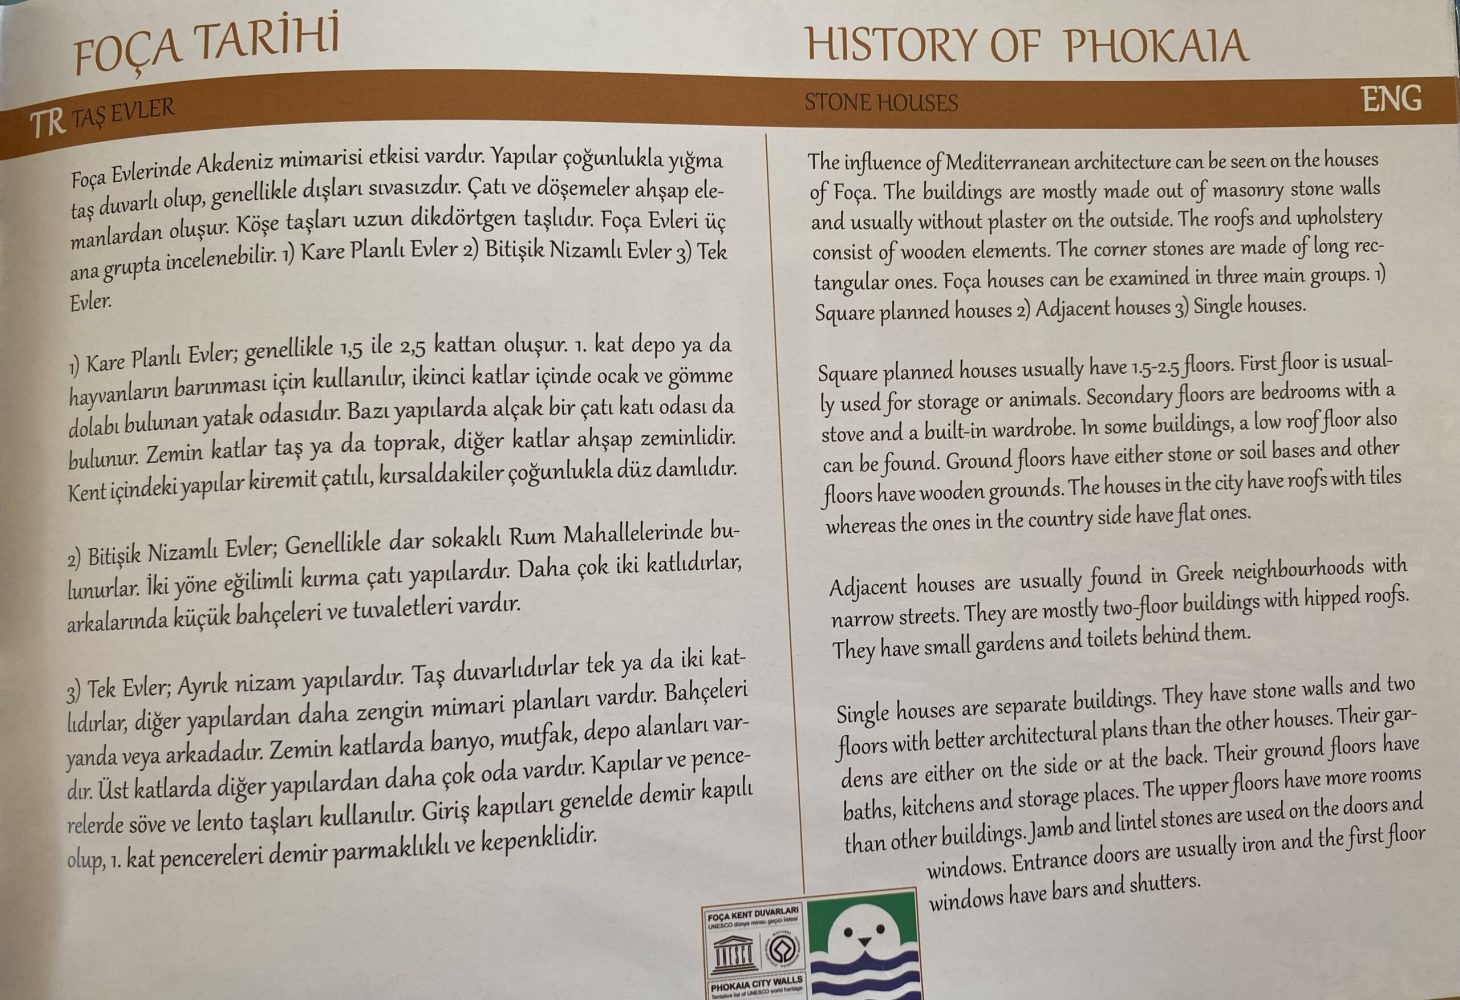 FOÇA TARİHİ
TR TAŞ EVLER
Foça Evlerinde Akdeniz mimarisi etkisi vardır. Yapılar çoğunlukla yığma
taş duvarlı olup, genellikle dışları sıvasızdır. Çatı ve döşemeler ahşap ele-
manlardan oluşur. Köşe taşları uzun dikdörtgen taşlıdır. Foça Evleri üç
ana grupta incelenebilir. 1) Kare Planlı Evler 2) Bitişik Nizamlı Evler 3) Tek
Evler.
1) Kare Planlı Evler; genellikle 1,5 ile 2,5 kattan oluşur. 1. kat depo ya da
hayvanların barınması için kullanılır, ikinci katlar içinde ocak ve gömme
dolabı bulunan yatak odasıdır. Bazı yapılarda alçak bir çatı katı odası da
bulunur. Zemin katlar taş ya da toprak, diğer katlar ahşap zeminlidir.
Kent içindeki yapılar kiremit çatılı, kırsaldakiler çoğunlukla düz damlıdır.
2) Bitişik Nizamlı Evler; Genellikle dar sokaklı Rum Mahallelerinde bu-
lunurlar. İki yöne eğilimli kırma çatı yapılardır. Daha çok iki katlıdırlar,
arkalarında küçük bahçeleri ve tuvaletleri vardır.
3) Tek Evler; Ayrık nizam yapılardır. Taş duvarlıdırlar tek ya da iki kat-
lıdırlar, diğer yapılardan daha zengin mimari planları vardır. Bahçeleri
yanda veya arkadadır. Zemin katlarda banyo, mutfak, depo alanları var-
dır. Üst katlarda diğer yapılardan daha çok oda vardır. Kapılar ve pence-
relerde söve ve lento taşları kullanılır. Giriş kapıları genelde demir kapılı
olup, 1. kat pencereleri demir parmaklıklı ve kepenklidir.
HISTORY OF PHOKAIA
STONE HOUSES ENG
The influence of Mediterranean architecture can be seen on the houses
of Foça. The buildings are mostly made out of masonry stone walls
and usually without plaster on the outside. The roofs and upholstery
consist of wooden elements. The corner stones are made of long rec-
tangular ones. Foça houses can be examined in three main groups. 1)
Square planned houses 2) Adjacent houses 3) Single houses.
Square planned houses usually have 1.5-2.5 floors. First floor is usual-
ly used for storage or animals. Secondary floors are bedrooms with a
stove and a built-in wardrobe. In some buildings, a low roof floor also
can be found. Ground floors have either stone or soil bases and other
floors have wooden grounds. The houses in the city have roofs with tiles
whereas the ones in the country side have flat ones.
Adjacent houses are usually found in Greek neighbourhoods with
narrow streets. They are mostly two-floor buildings with hipped roofs.
They have small gardens and toilets behind them.
Single houses are separate buildings. They have stone walls and two
floors with better architectural plans than the other houses. Their gar-
dens are either on the side or at the back. Their ground floors have
baths, kitchens and storage places. The upper floors have more rooms
than other buildings. Jamb and lintel stones are used on the doors and
windows. Entrance doors are usually iron and the first floor
windows have bars and shutters.
FOÇA KENT DUVARLARI
UNESCO dünya mirası geçici listesi
UNESCO
PHOKAIA CITY WALLS
Tentative list of UNESCO world heritage